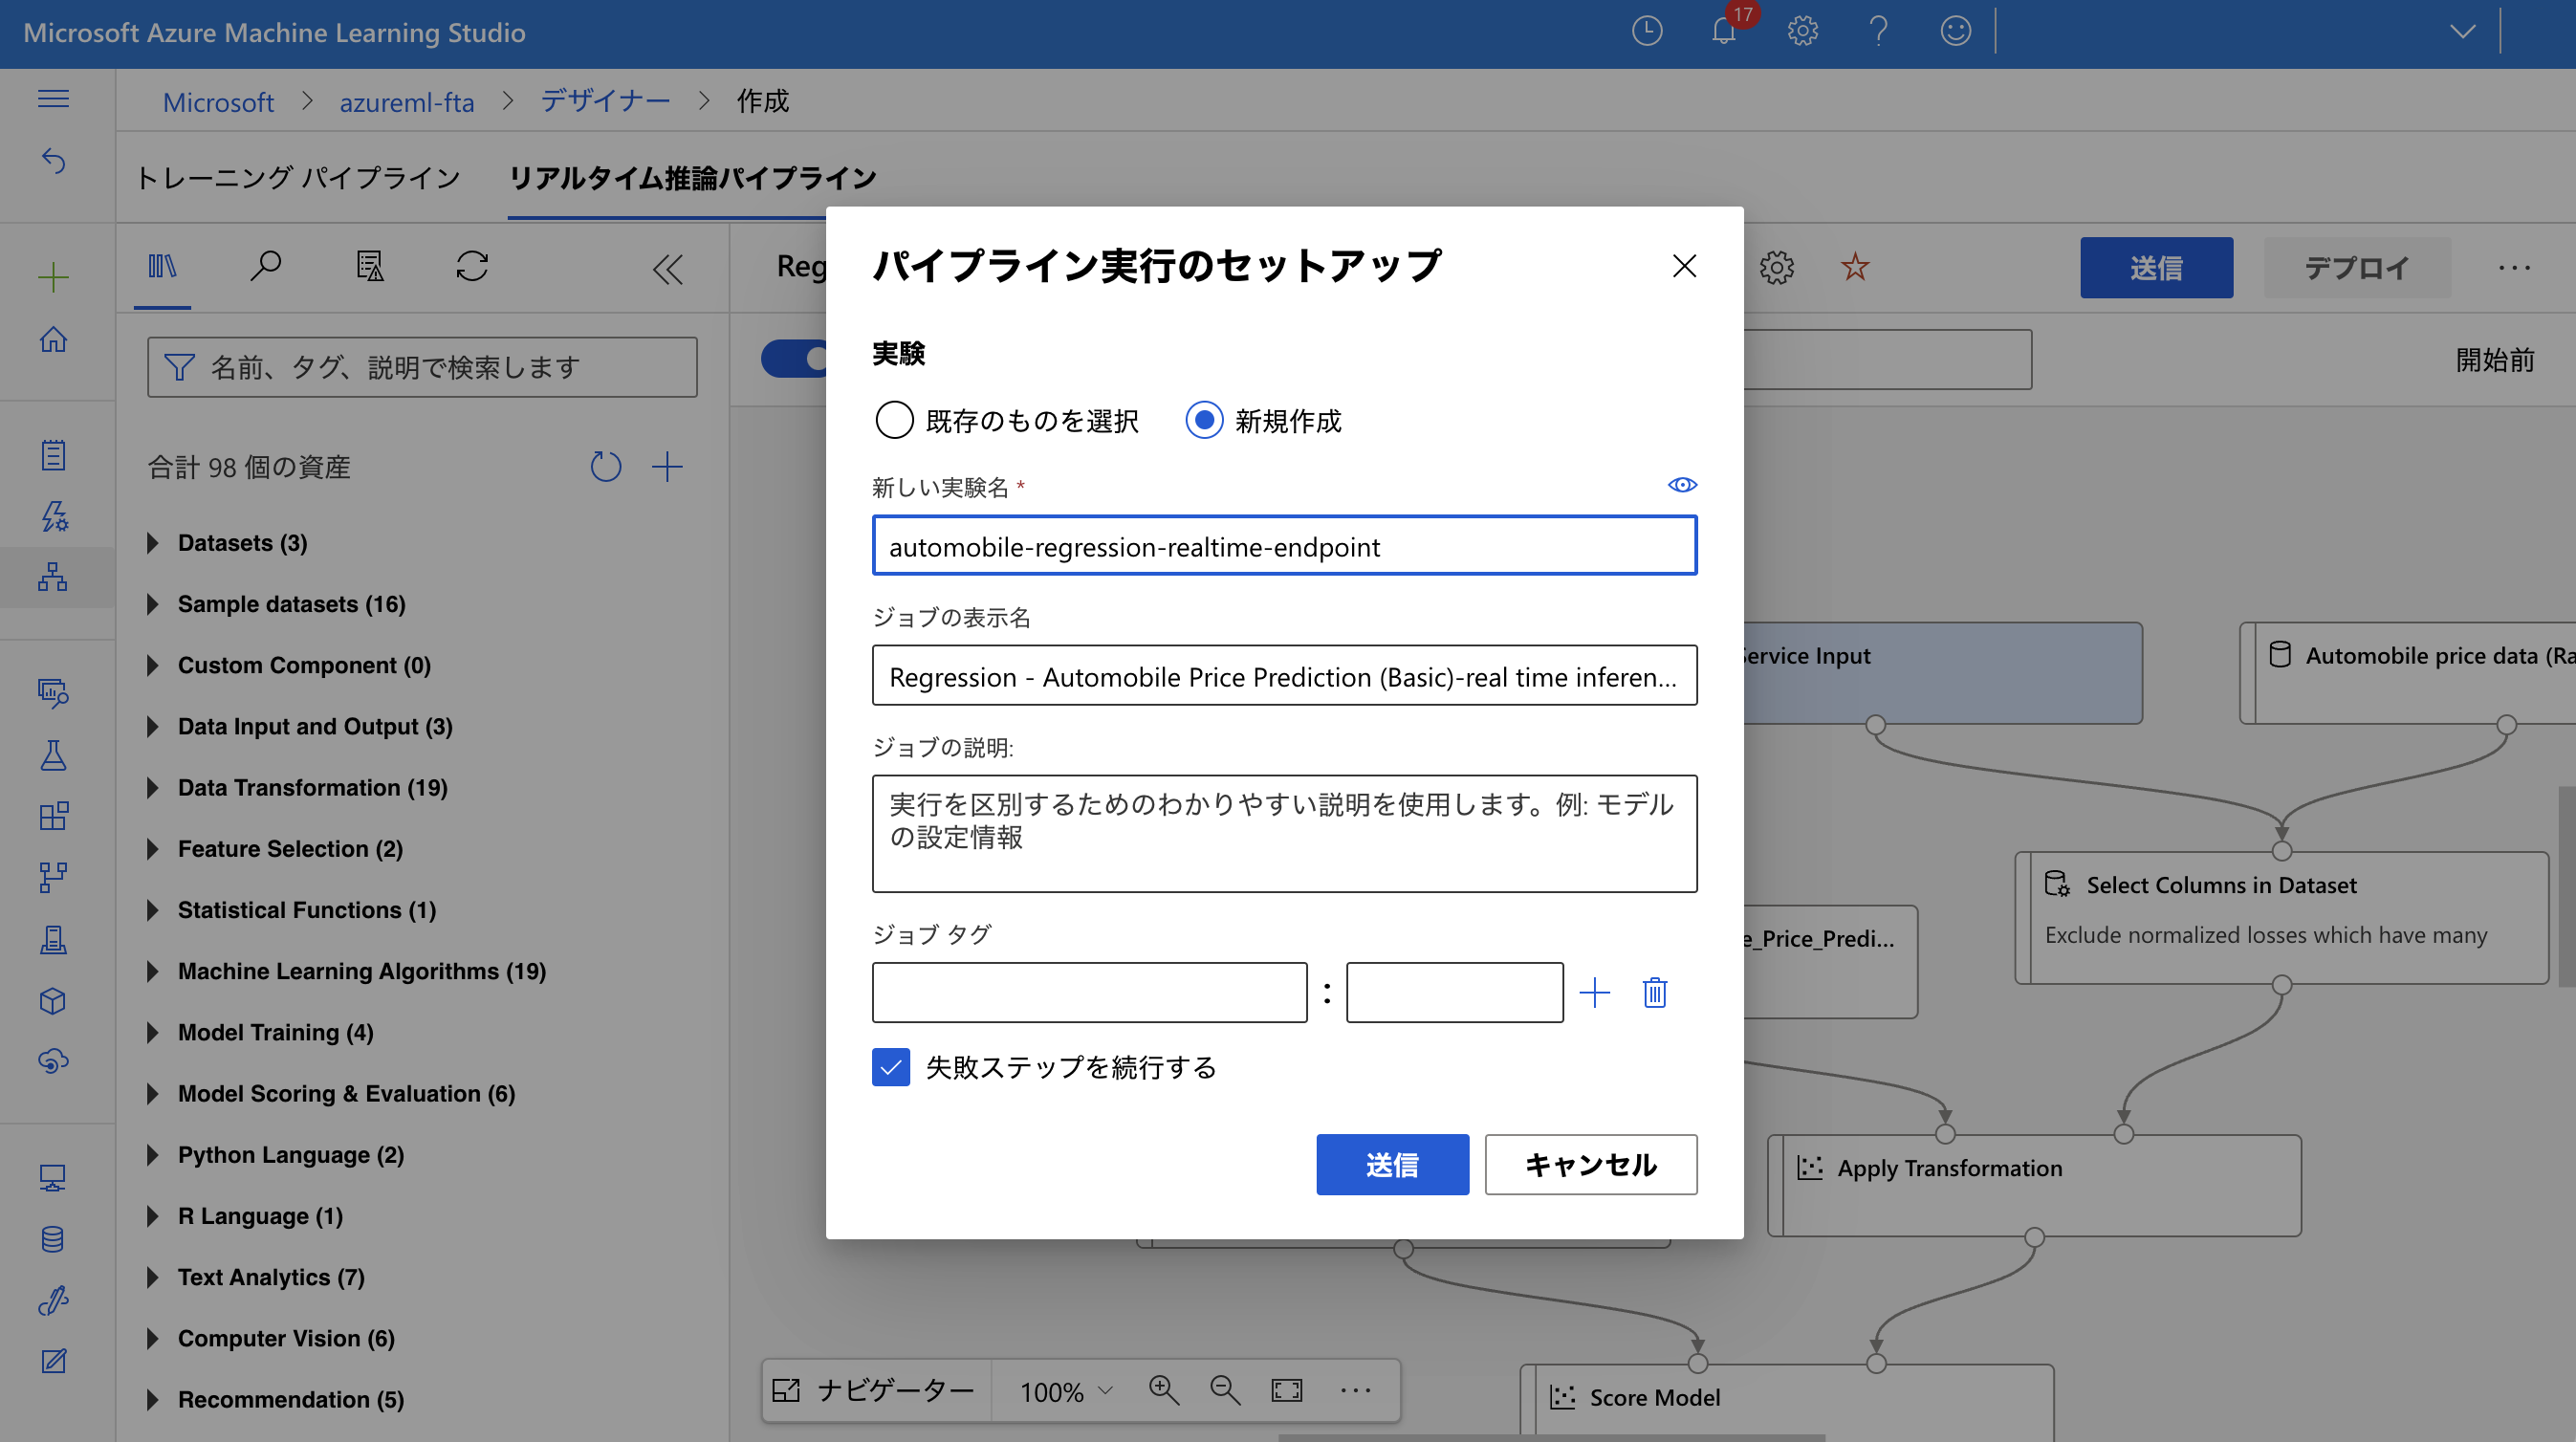 Microsoft Azure Machine Learning Studio
17
Microsoft > azureml-fta > デザイナー > 作成
トレーニング パイプライン リアルタイム推論パイプライン
Reg
送信 デプロイ
名前、タグ、説明で検索します
開始前
合計 98 個の資産
Datasets (3)
Sample datasets (16)
Custom Component (0)
Data Input and Output (3)
Data Transformation (19)
Feature Selection (2)
Statistical Functions (1)
Machine Learning Algorithms (19)
Model Training (4)
Model Scoring & Evaluation (6)
Python Language (2)
R Language (1)
Text Analytics (7)
Computer Vision (6)
Recommendation (5)
パイプライン実行のセットアップ
実験
既存のものを選択 新規作成
新しい実験名 *
automobile-regression-realtime-endpoint
ジョブの表示名
Regression - Automobile Price Prediction (Basic)-real time inferen...
ジョブの説明:
実行を区別するためのわかりやすい説明を使用します。例: モデル
の設定情報
ジョブ タグ
:
失敗ステップを続行する
送信 キャンセル
Service Input
Automobile price data (Ra
Select Columns in Dataset
Exclude normalized losses which have many
e_Price_Predi...
Apply Transformation
Score Model
ナビゲーター 100%